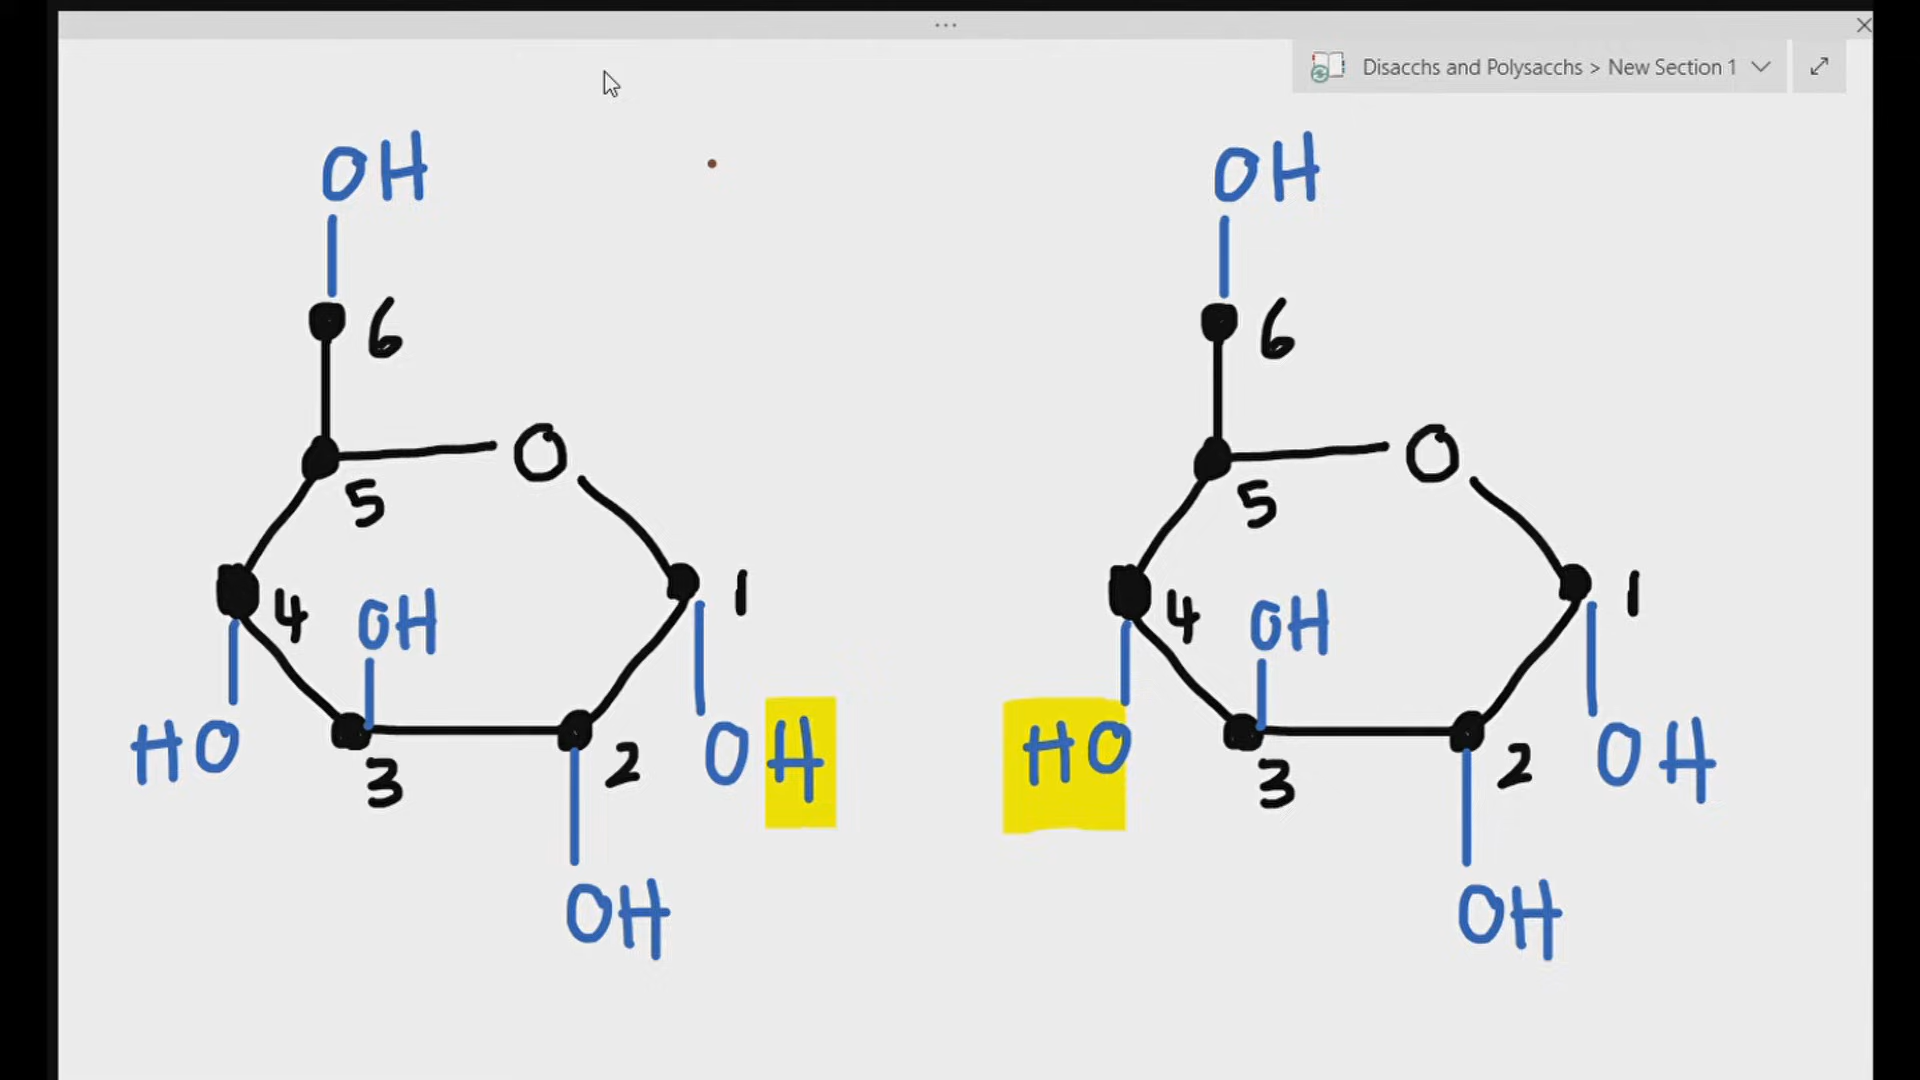 Disacchs and Polysacchs > New Section 1
OH OH
6 6
O O
5 5
1 1
4 OH 4 OH
HO OH HO OH
3 2 3 2
OH OH